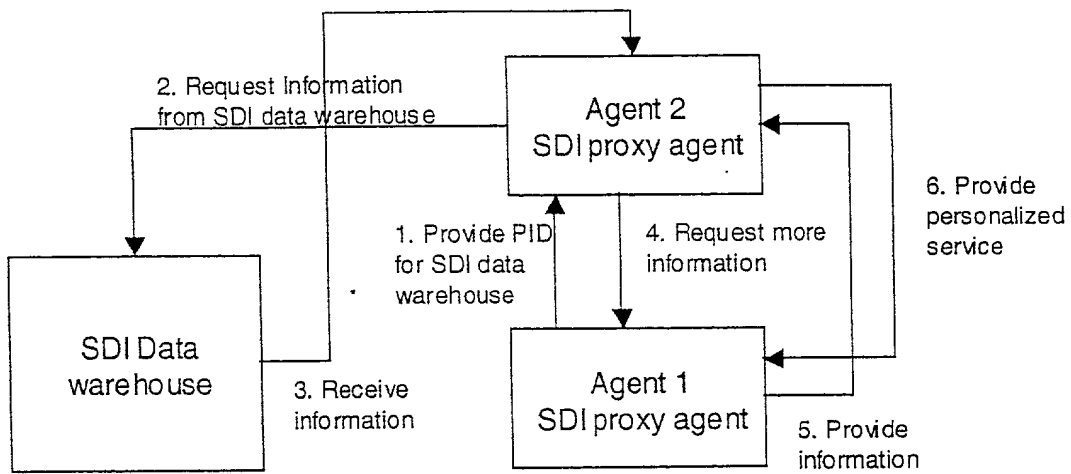 2. Request Information
from SDI data warehouse
Agent 2
SDI proxy agent
6. Provide
personalized
service
1. Provide PID
for SDI data
warehouse
4. Request more
information
SDI Data
warehouse
3. Receive
information
Agent 1
SDI proxy agent
5. Provide
information